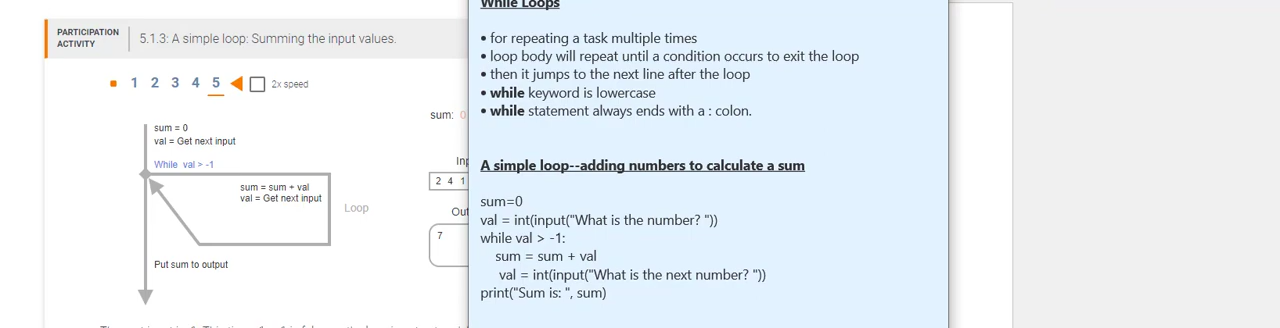 PARTICIPATION
ACTIVITY
5.1.3: A simple loop: Summing the input values.
1 2 3 4 5 2x speed
sum = 0
val = Get next input
While val > -1
sum = sum + val
val = Get next input
Loop
Put sum to output
sum: 0
2 4 1
7
While Loops
• for repeating a task multiple times
• loop body will repeat until a condition occurs to exit the loop
• then it jumps to the next line after the loop
• while keyword is lowercase
• while statement always ends with a : colon.
A simple loop--adding numbers to calculate a sum
sum=0
val = int(input("What is the number? "))
while val > -1:
sum = sum + val
val = int(input("What is the next number? "))
print("Sum is: ", sum)